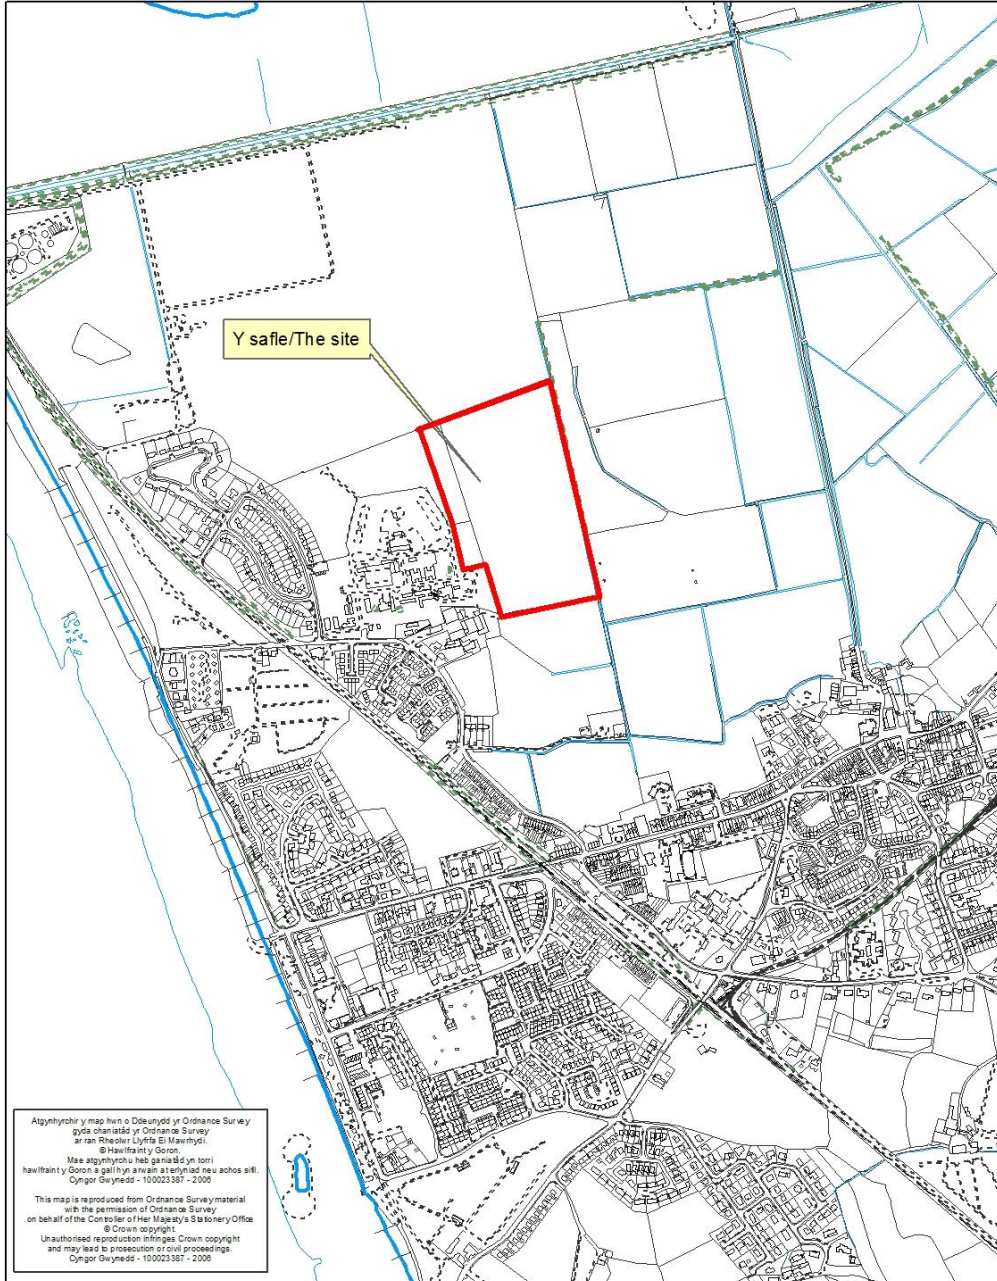 Y safle/The site
Atgynhyrchir y map hwn o Ddeunydd yr Ordnance Survey
gyda chaniatâd yr Ordnance Survey
ar ran Rheolwr Llyfrfa Ei Mawrhydi.
© Hawlfraint y Goron.
Mae atgynhyrchu heb ganiatâd yn torri
hawlfraint y Goron a gall hyn arwain at erlyniad neu achos sifil.
Cyngor Gwynedd - 100023387 - 2006
This map is reproduced from Ordnance Survey material
with the permission of Ordnance Survey
on behalf of the Controller of Her Majesty's Stationery Office
© Crown copyright.
Unauthorised reproduction infringes Crown copyright
and may lead to prosecution or civil proceedings.
Cyngor Gwynedd - 100023387 - 2006